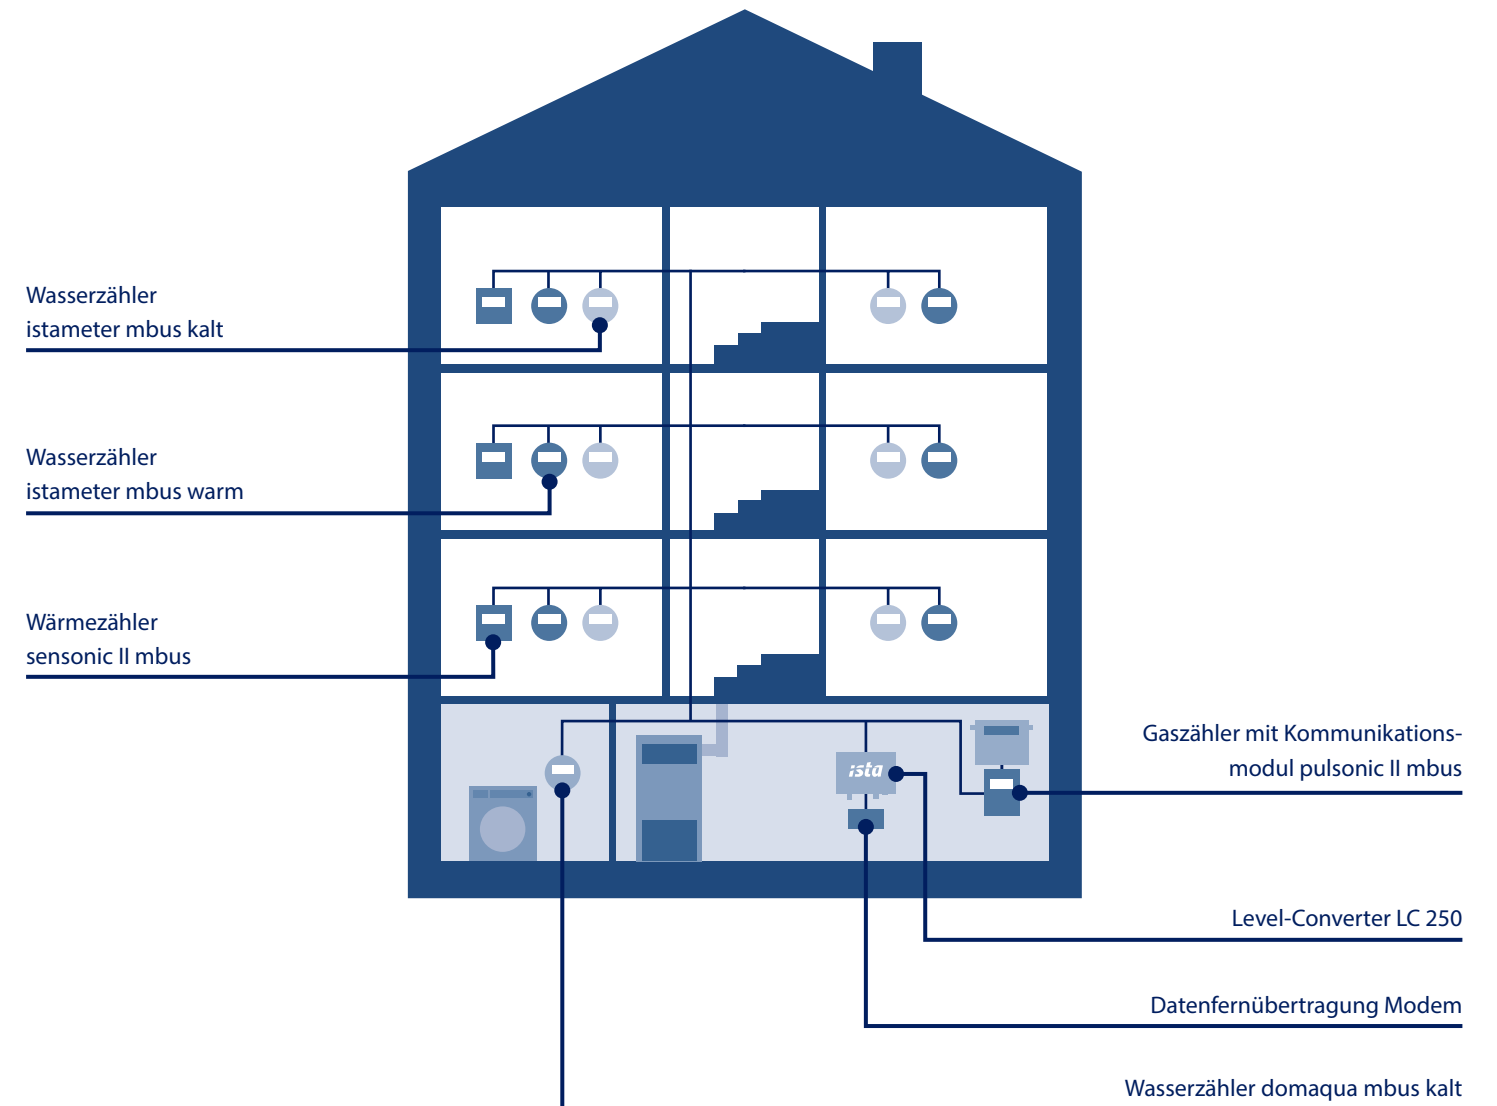 Wasserzähler
istameter mbus kalt
Wasserzähler
istameter mbus warm
Wärmezähler
sensonic II mbus
ista
Gaszähler mit Kommunikations-
modul pulsonic II mbus
Level-Converter LC 250
Datenfernübertragung Modem
Wasserzähler domaqua mbus kalt